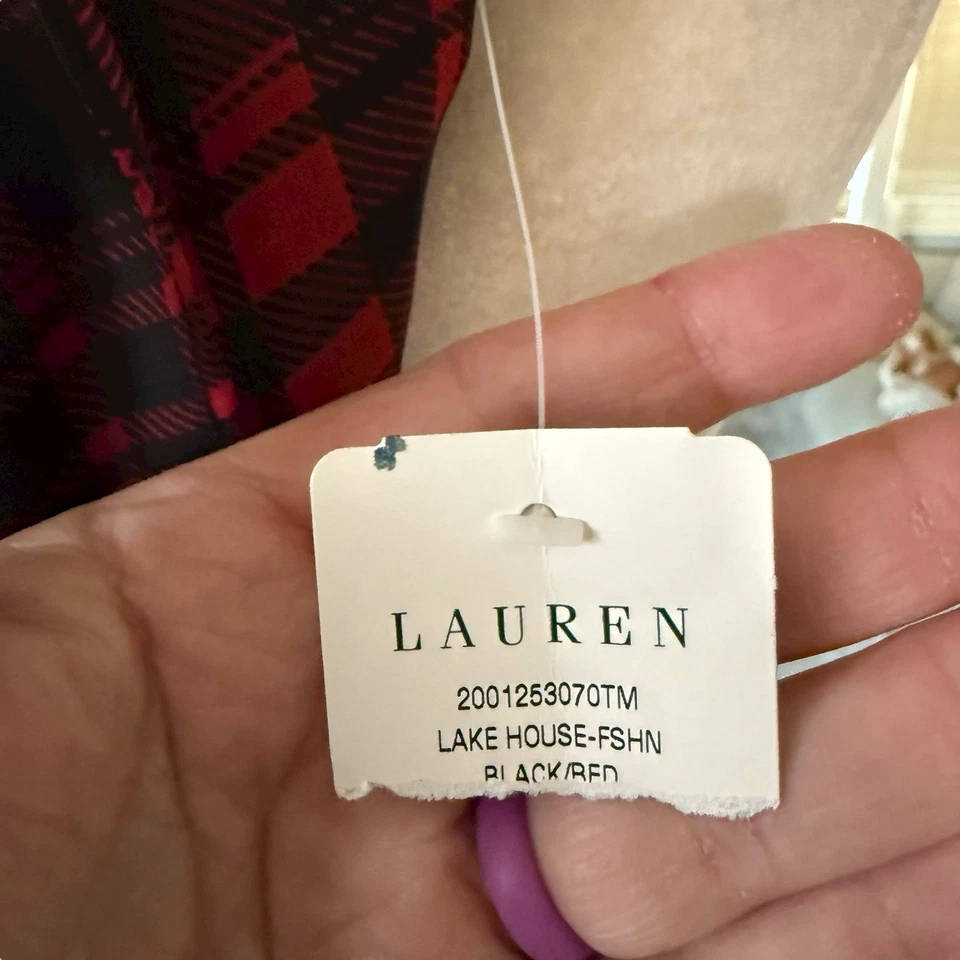 LAUREN
2001253070TM
LAKE HOUSE-FSHN
BLACK/RED